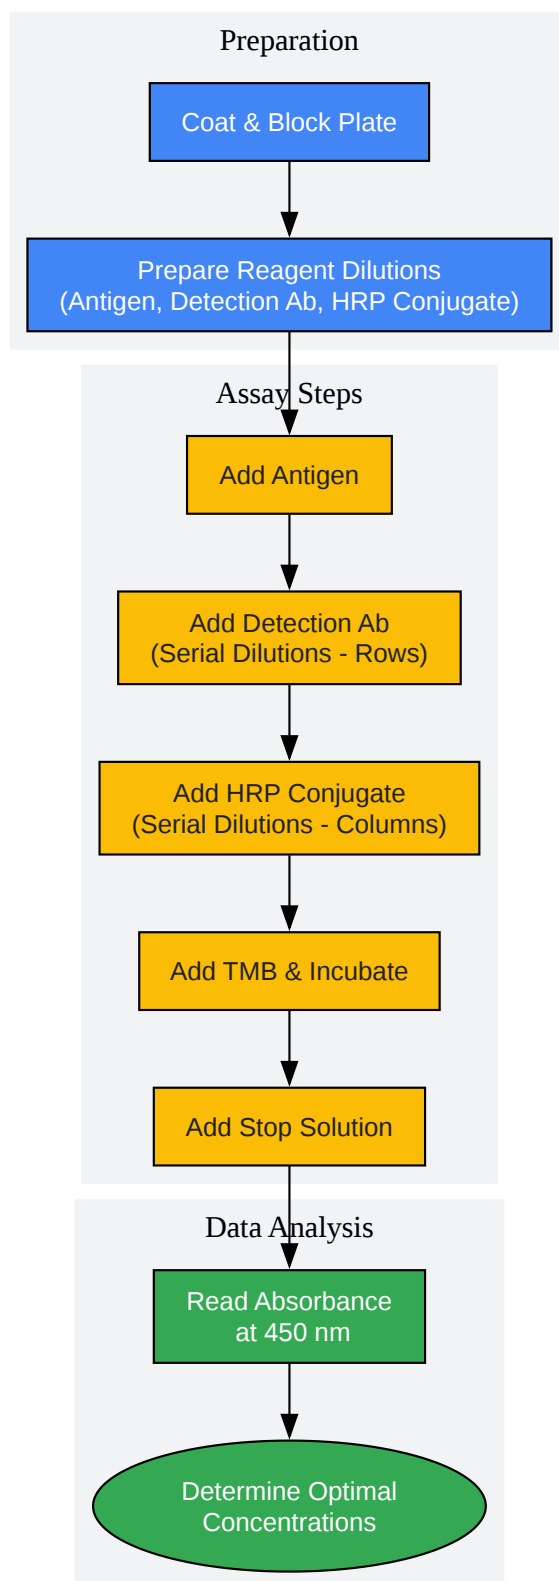 Preparation
Coat & Block Plate
Prepare Reagent Dilutions
(Antigen, Detection Ab, HRP Conjugate)
Assay Steps
Add Antigen
Add Detection Ab
(Serial Dilutions - Rows)
Add HRP Conjugate
(Serial Dilutions - Columns)
Add TMB & Incubate
Add Stop Solution
Data Analysis
Read Absorbance
at 450 nm
Determine Optimal
Concentrations